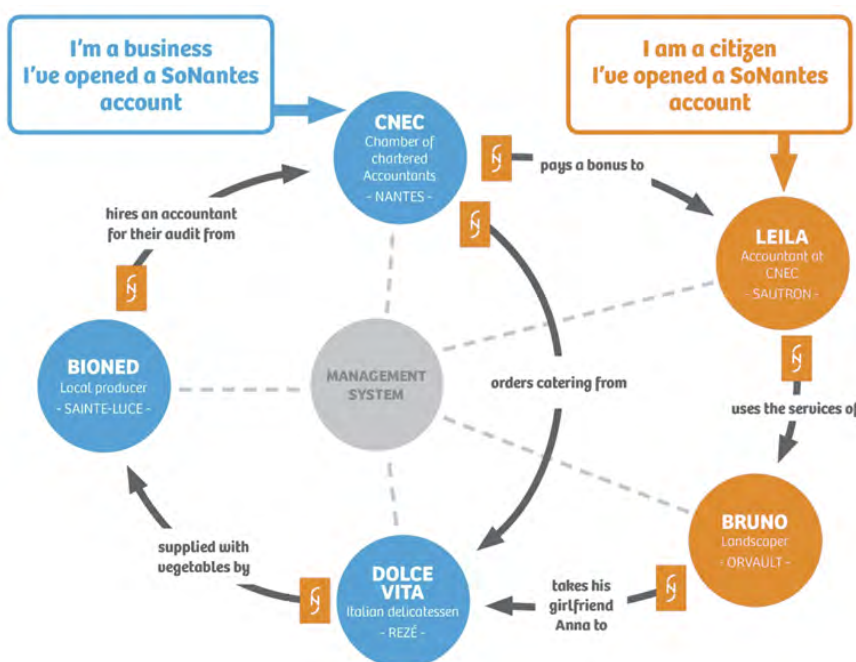 I'm a business
I've opened a SoNantes
account
I am a citizen
I've opened a SoNantes
account
CNEC
Chamber of
chartered
Accountants
- NANTES -
pays a bonus to
hires an accountant
for their audit from
LEILA
Accountant at
CNEC
- SAUTRON -
BIONED
Local producer
- SAINTE-LUCE -
MANAGEMENT
SYSTEM
orders catering from
uses the services of
BRUNO
Landscaper
- ORVAULT -
supplied with
vegetables by
DOLCE
VITA
Italian delicatessen
- REZÉ -
takes his
girlfriend
Anna to